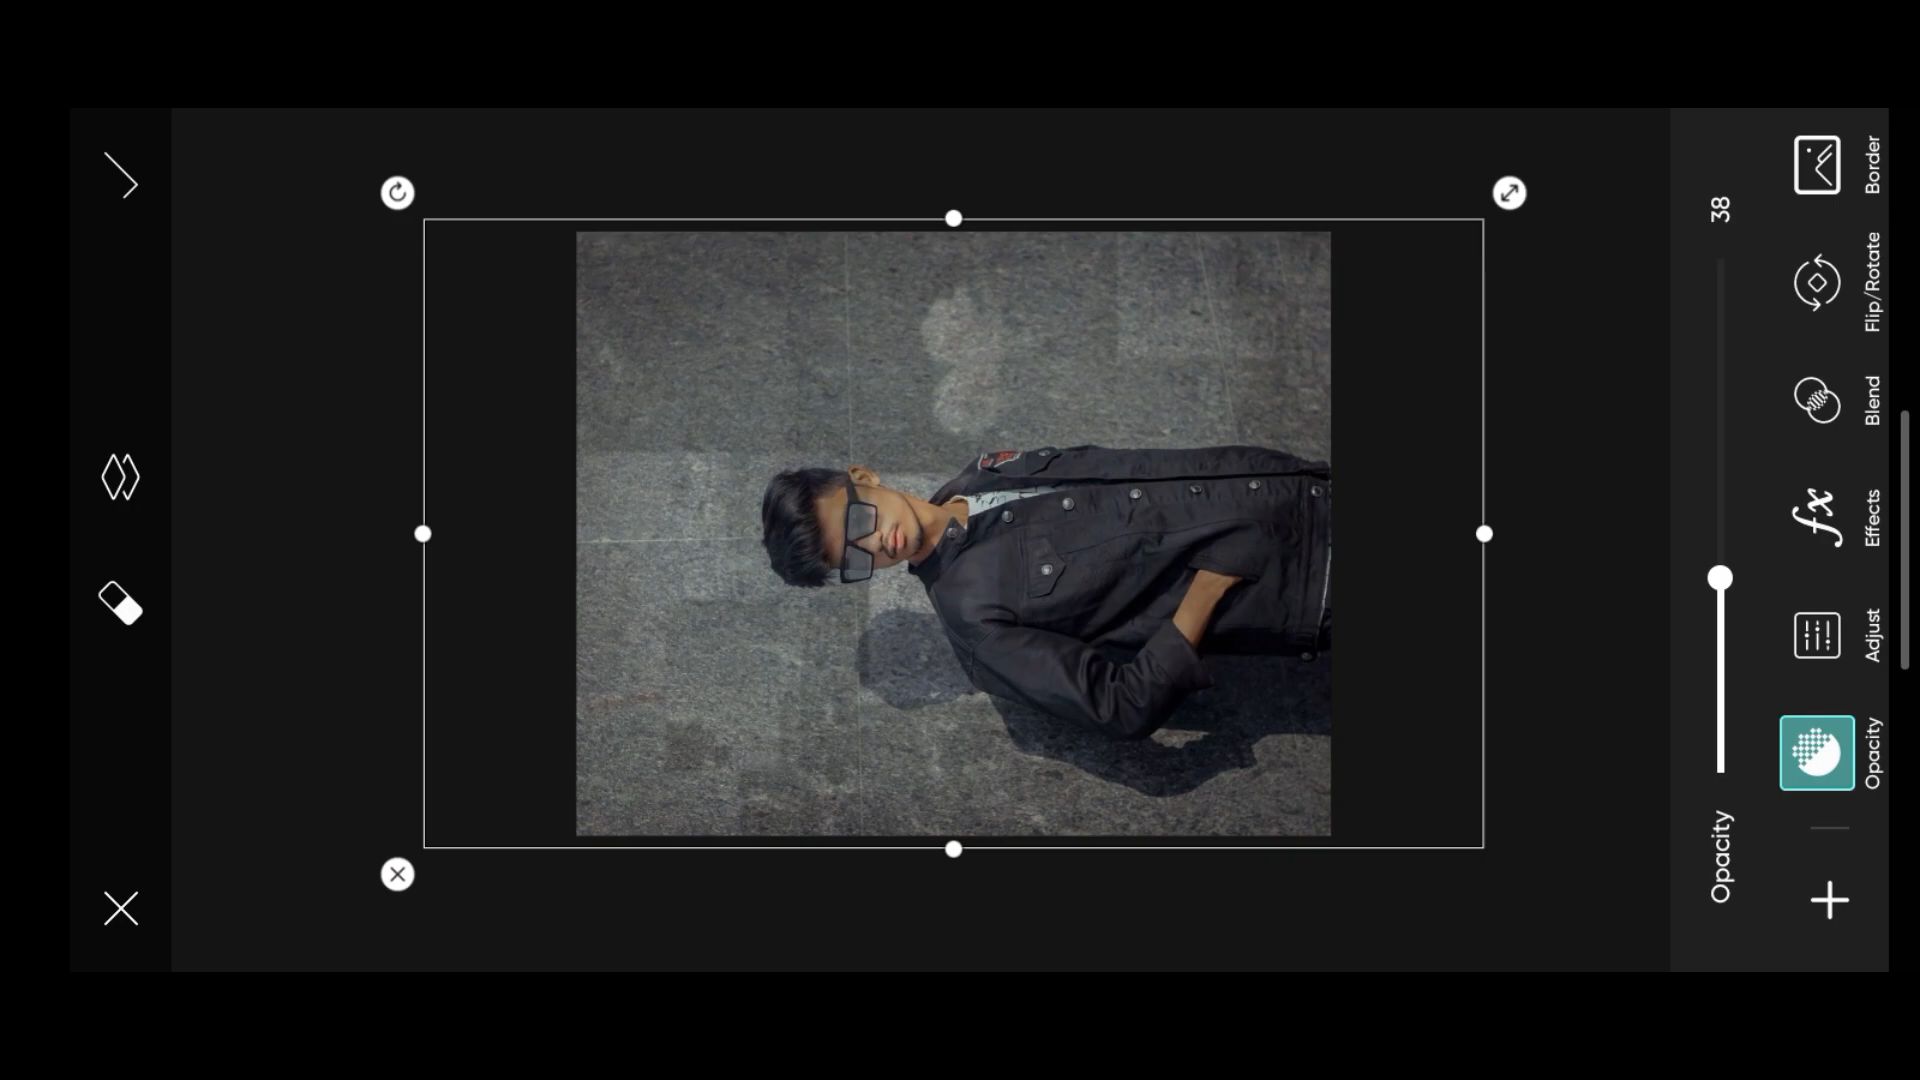 38
Opacity
Opacity
Adjust
Effects
Blend
Flip/Rotate
Border